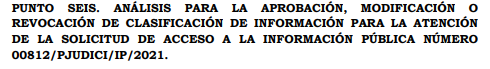 PUNTO SEIS. ANÁLISIS PARA LA APROBACIÓN, MODIFICACIÓN O
REVOCACIÓN DE CLASIFICACIÓN DE INFORMACIÓN PARA LA ATENCIÓN
DE LA SOLICITUD DE ACCESO A LA INFORMACIÓN PÚBLICA NÚMERO
00812/PJUDICI/IP/2021.